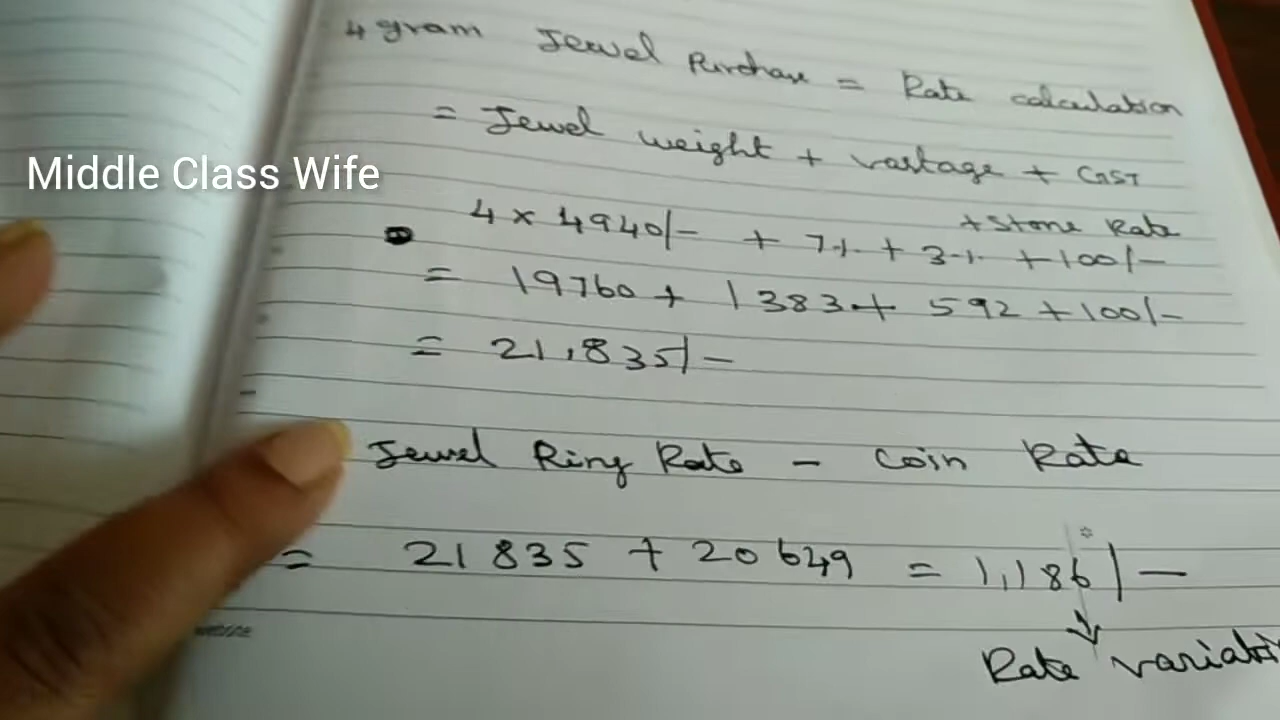 4 gram Jewel Purchase = Rate calculation
= Jewel weight + vastage + GST
+ Stone Rate
Middle Class Wife
4 x 4940/- + 7% + 3% + 100/-
= 19760 + 1383 + 592 + 100/-
= 21,835/-
Jewel Ring Rate - Coin Rate
= 21835 + 20649 = 1,186/-
Rate variati
website